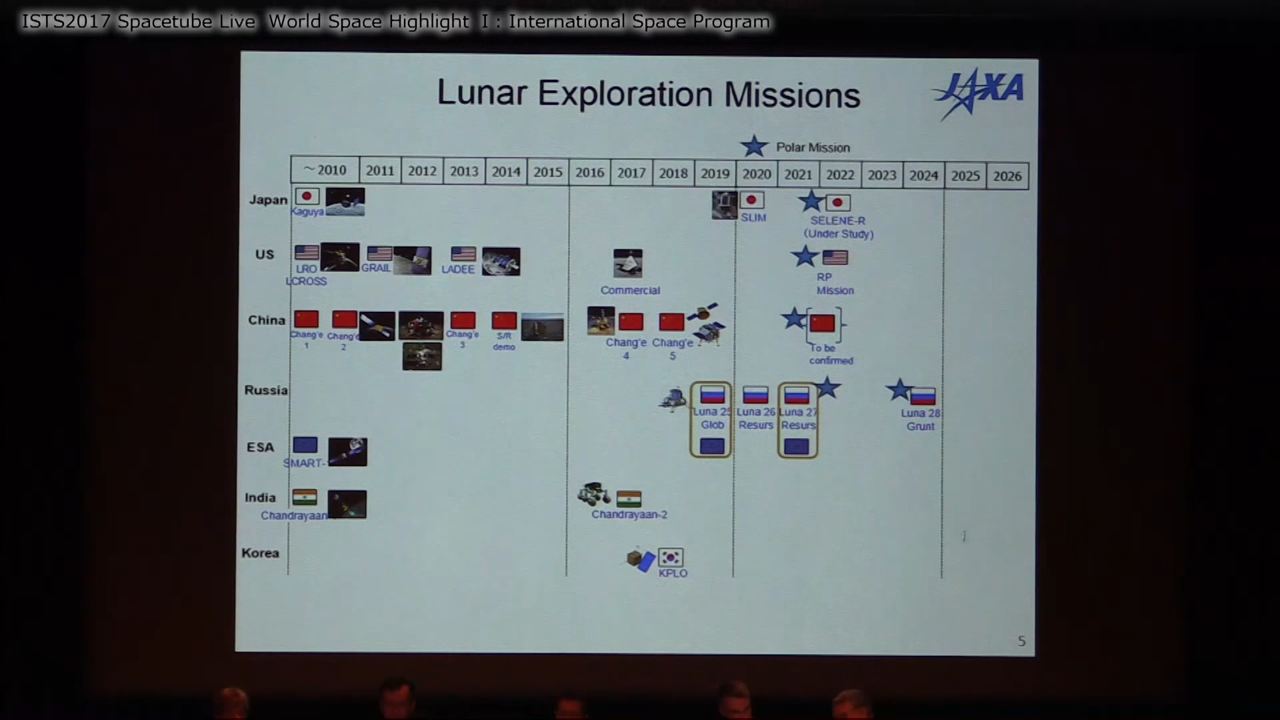 ISTS2017 Spacetube Live World Space Highlight Ⅰ : International Space Program
Lunar Exploration Missions
JAXA
Polar Mission
～2010 2011 2012 2013 2014 2015 2016 2017 2018 2019 2020 2021 2022 2023 2024 2025 2026
Japan
Kaguya
SLIM
SELENE-R
(Under Study)
US
LRO
LCROSS
GRAIL
LADEE
Commercial
RP
Mission
China
Chang'e
1
Chang'e
2
Chang'e
3
S/R
demo
Chang'e
4
Chang'e
5
To be
confirmed
Russia
Luna 25
Glob
Luna 26
Resurs
Luna 27
Resurs
Luna 28
Grunt
ESA
SMART-
India
Chandrayaan
Chandrayaan-2
Korea
KPLO
5